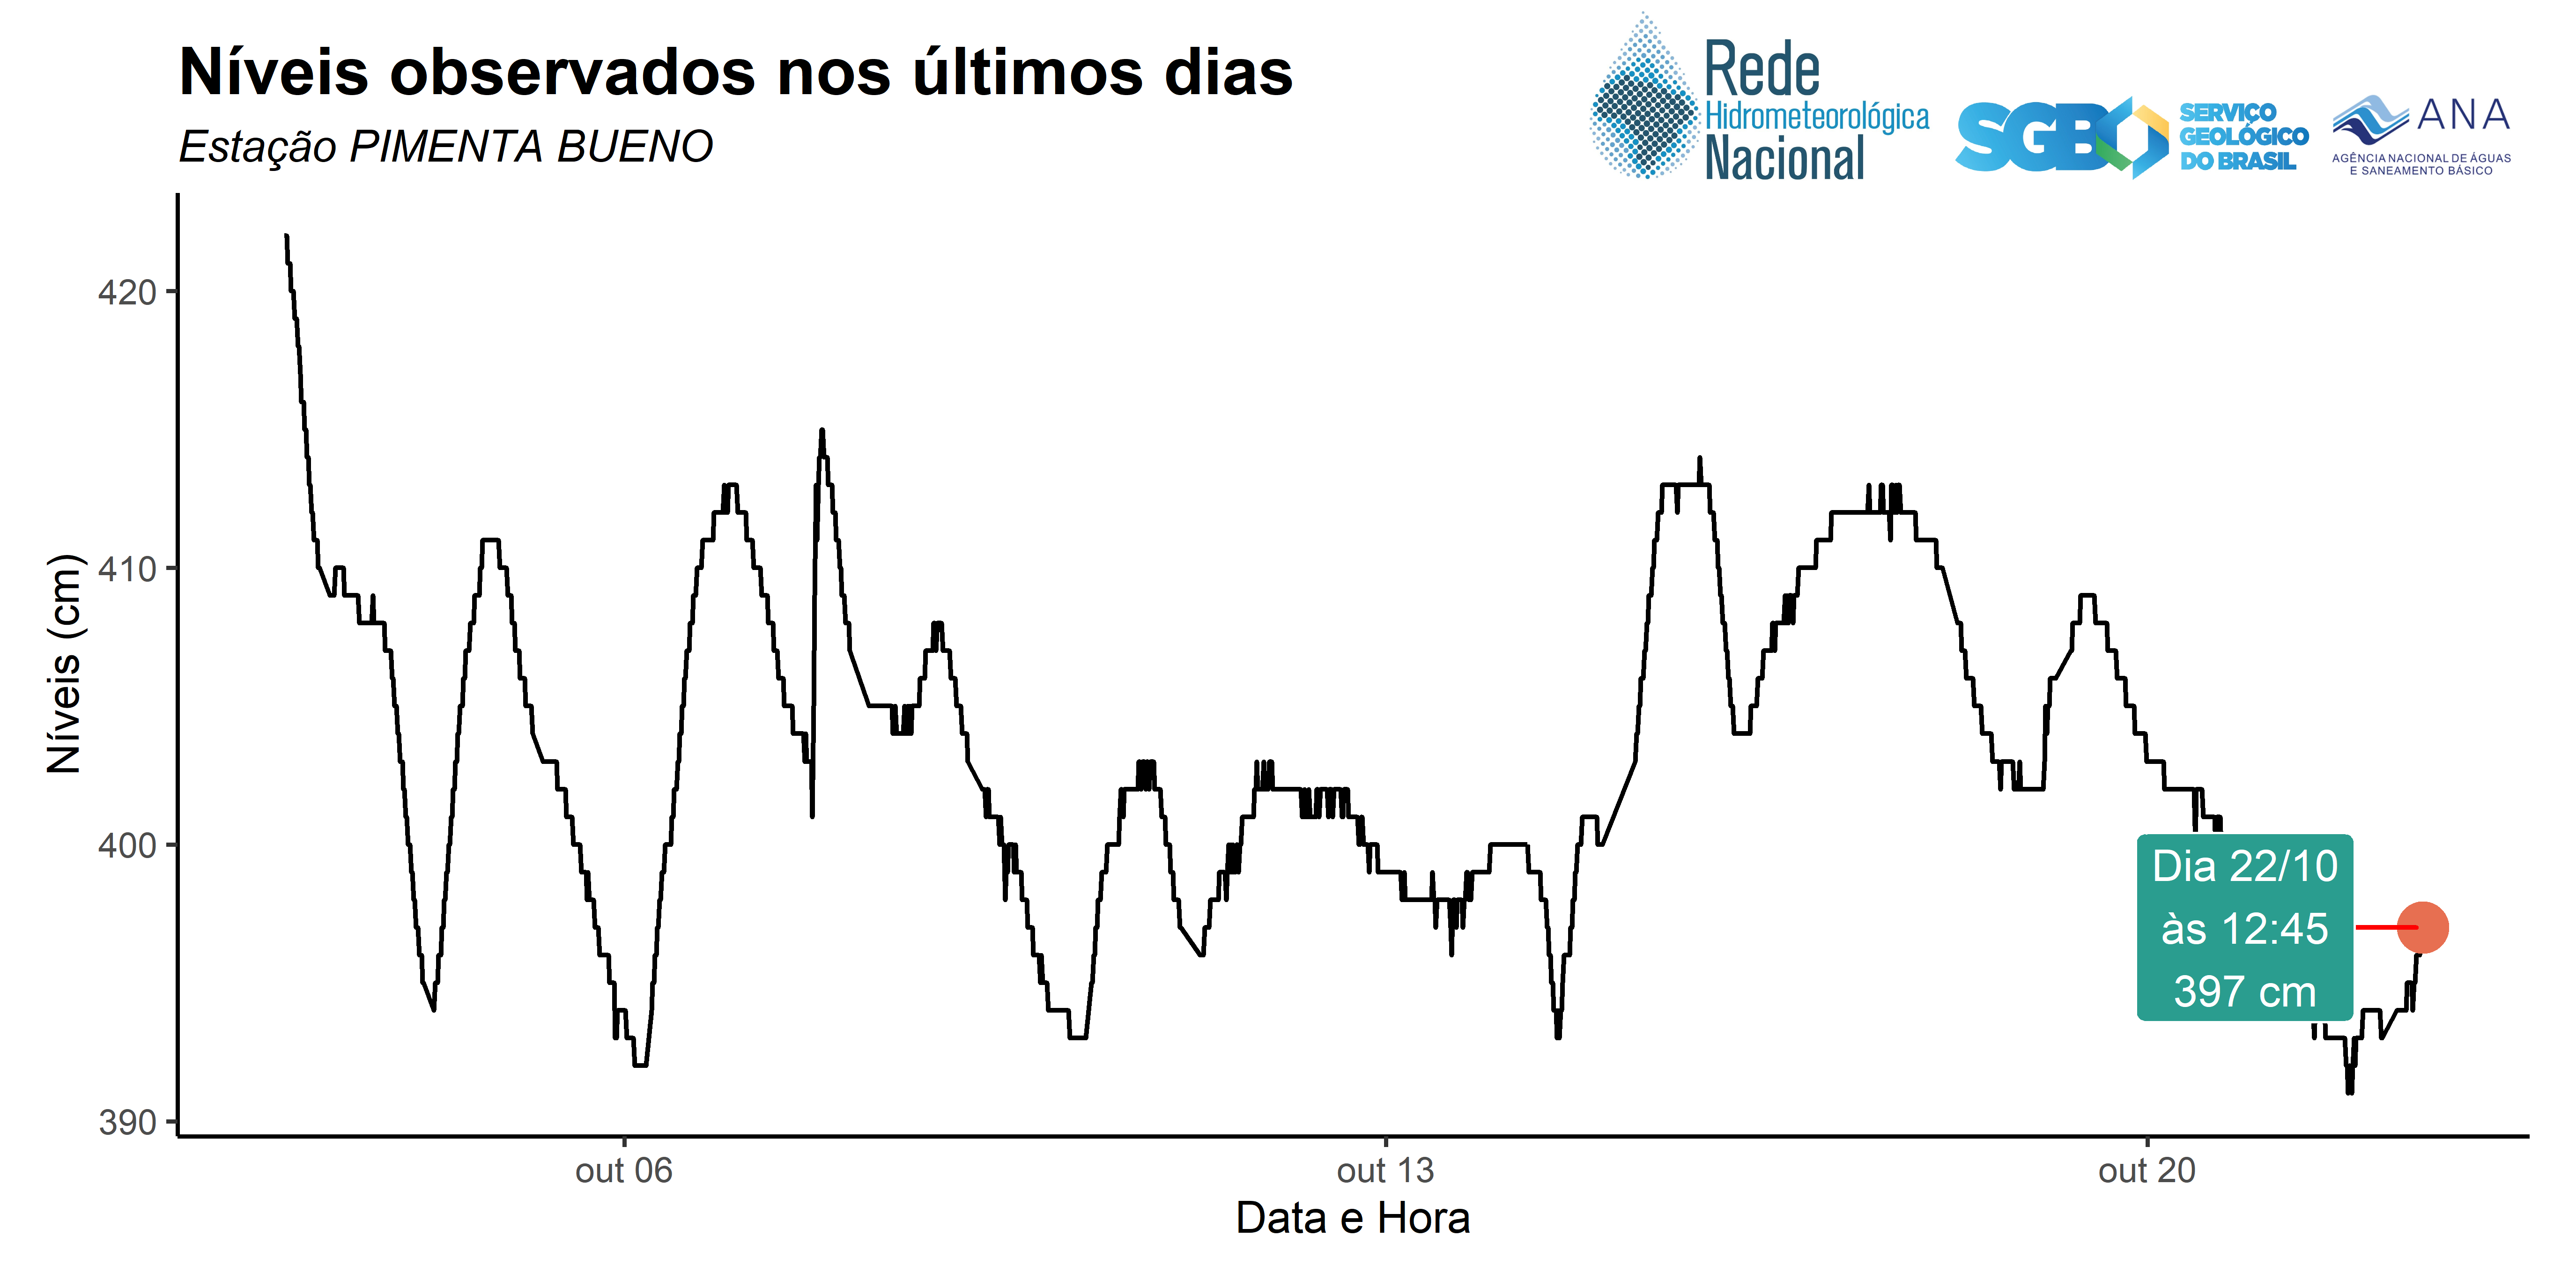 Níveis observados nos últimos dias
Estação PIMENTA BUENO
Rede
Hidrometeorológica
Nacional
SGB
SERVIÇO
GEOLÓGICO
DO BRASIL
ANA
AGÊNCIA NACIONAL DE ÁGUAS
E SANEAMENTO BÁSICO
Níveis (cm)
420
410
400
390
Dia 22/10
às 12:45
397 cm
out 06
out 13
out 20
Data e Hora